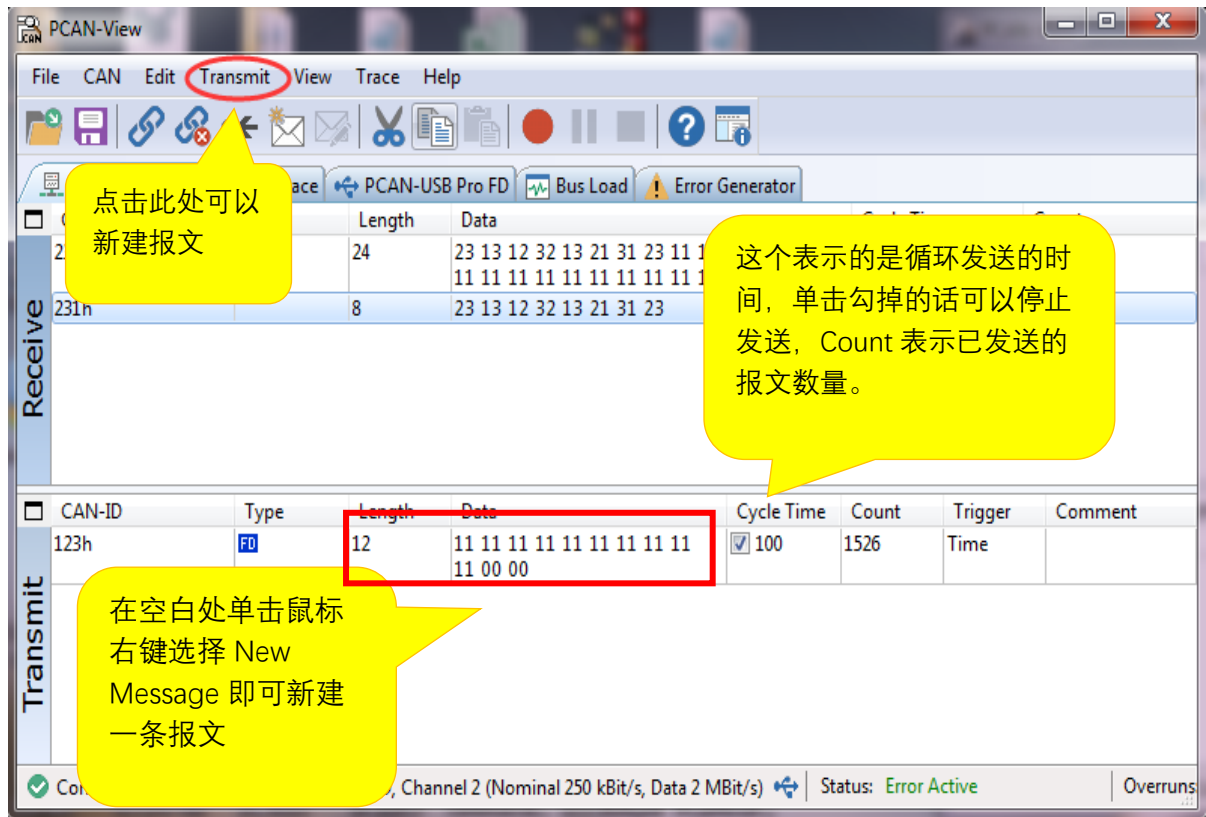 PCAN-View
File CAN Edit Transmit View Trace Help
PCAN-USB Pro FD Bus Load Error Generator
点击此处可以
新建报文
Length Data
24 23 13 12 32 13 21 31 23 11
11 11 11 11 11 11 11 11 11
231h 8 23 13 12 32 13 21 31 23
Receive
这个表示的是循环发送的时
间，单击勾掉的话可以停止
发送，Count 表示已发送的
报文数量。
CAN-ID Type Length Data Cycle Time Count Trigger Comment
123h FD 12 11 11 11 11 11 11 11 11 11 100 1526 Time
11 00 00
Transmit
在空白处单击鼠标
右键选择 New
Message 即可新建
一条报文
Channel 2 (Nominal 250 kBit/s, Data 2 MBit/s) Status: Error Active Overruns: